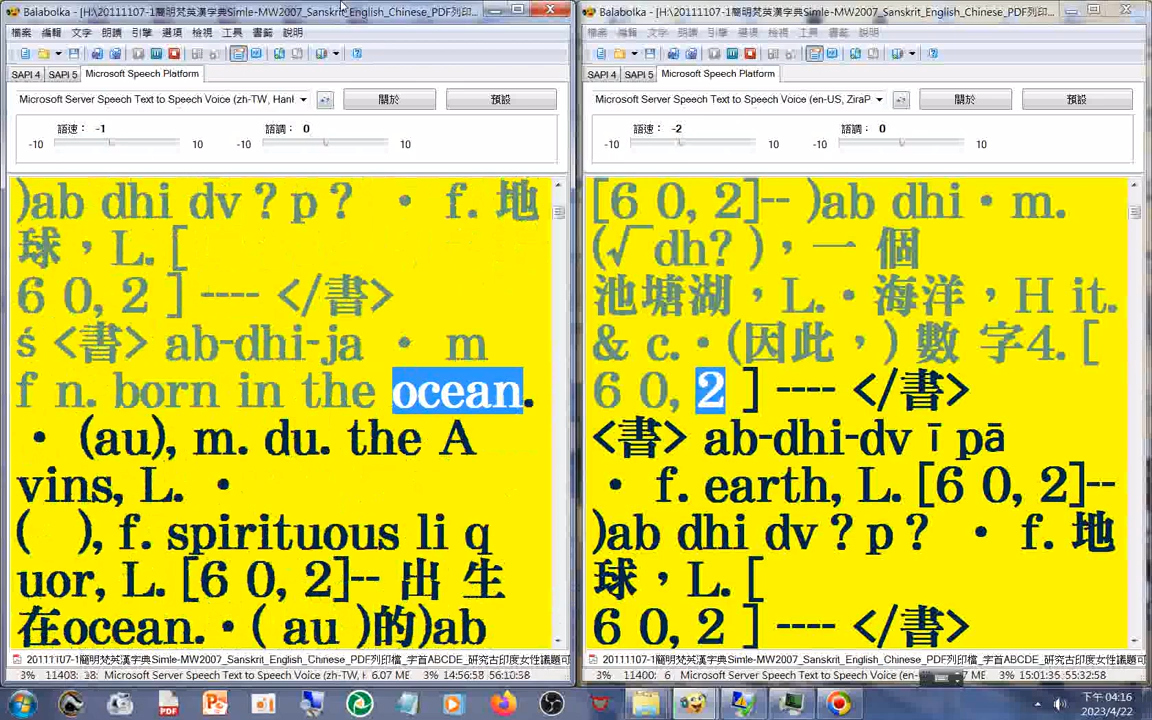 Balabolka - [H:\20111107-1簡明梵英漢字典Simle-MW2007_Sanskrit_English_Chinese_PDF列印...
檔案 編輯 文字 朗讀 引擎 選項 檢視 工具 書籤 說明
SAPI 4 SAPI 5 Microsoft Speech Platform
Microsoft Server Speech Text to Speech Voice (zh-TW, Hanl
關於 預設
語速： -1 語調： 0
-10 10 -10 10
)ab dhi dv ? p ? • f. 地
球，L. [
6 0, 2 ] ---- </書>
ś <書> ab-dhi-ja • m
f n. born in the ocean.
• (au), m. du. the A
vins, L. •
( ), f. spirituous li q
uor, L. [6 0, 2]-- 出 生
在ocean. • ( au )的)ab
20111107-1簡明梵英漢字典Simle-MW2007_Sanskrit_English_Chinese_PDF列印檔_字首ABCDE_研究古印度女性議題可
3% 11408: 18: Microsoft Server Speech Text to Speech Voice (zh-TW, H 6.07 ME 3% 14:56:58 56:10:58
Balabolka - [H:\20111107-1簡明梵英漢字典Simle-MW2007_Sanskrit_English_Chinese_PDF列印...
檔案 編輯 文字 朗讀 引擎 選項 檢視 工具 書籤 說明
SAPI 4 SAPI 5 Microsoft Speech Platform
Microsoft Server Speech Text to Speech Voice (en-US, ZiraP
關於 預設
語速： -2 語調： 0
-10 10 -10 10
[6 0, 2]-- )ab dhi • m.
(√ dh? )，一 個
池塘湖，L. • 海洋，H it.
& c. • (因此，) 數 字4. [
6 0, 2 ] ---- </書>
<書> ab-dhi-dv ī pā
• f. earth, L. [6 0, 2]--
)ab dhi dv ? p ? • f. 地
球，L. [
6 0, 2 ] ---- </書>
20111107-1簡明梵英漢字典Simle-MW2007_Sanskrit_English_Chinese_PDF列印檔_字首ABCDE_研究古印度女性議題可
3% 11400: 6 Microsoft Server Speech Text to Speech Voice 3% 15:01:35 55:32:58
下午 04:16
2023/4/22